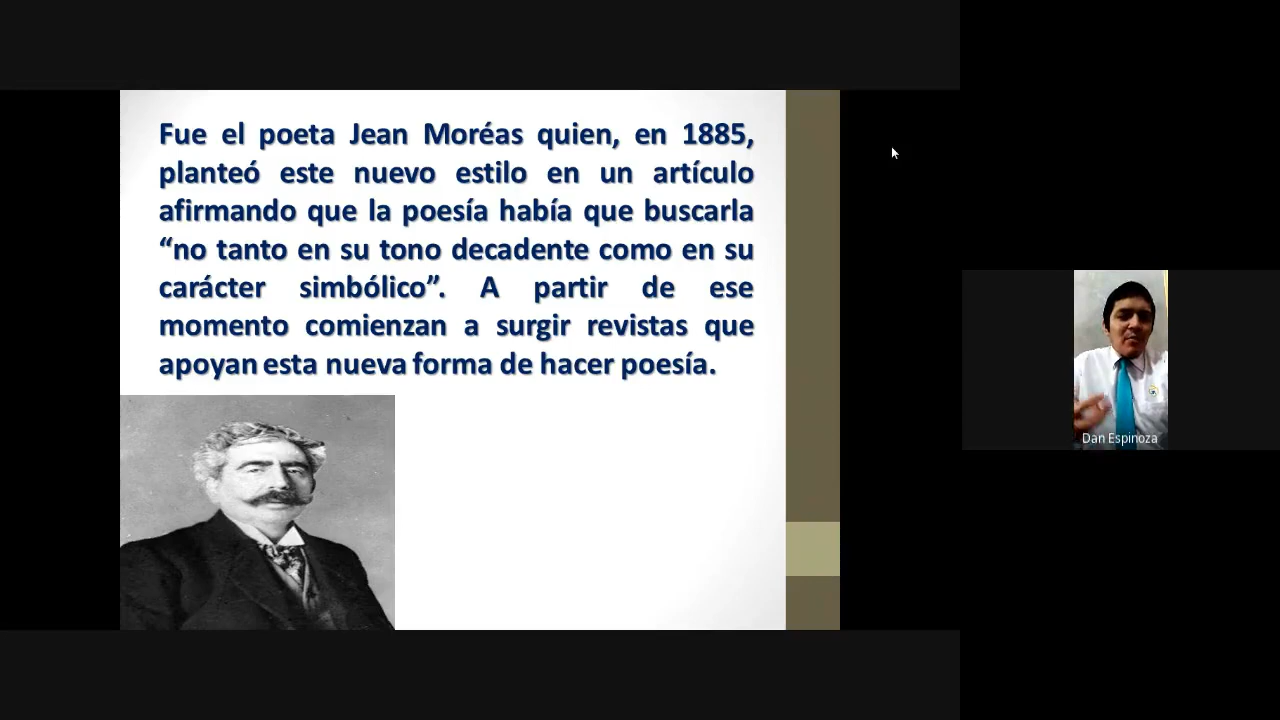 Fue el poeta Jean Moréas quien, en 1885,
planteó este nuevo estilo en un artículo
afirmando que la poesía había que buscarla
“no tanto en su tono decadente como en su
carácter simbólico”. A partir de ese
momento comienzan a surgir revistas que
apoyan esta nueva forma de hacer poesía.
Dan Espinoza